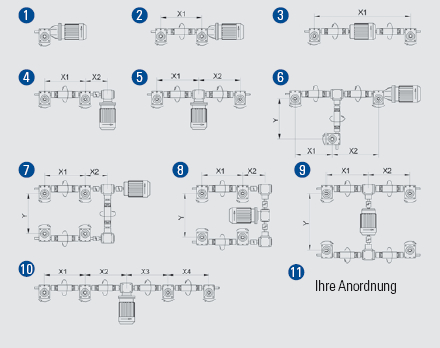 1
2
X1
3
X1
4
X1 X2
5
X1 X2
6
Y
X1 X2
7
X1 X2
Y
8
X1 X2
Y
9
X1 X2
Y
10
X1 X2 X3 X4
11
Ihre Anordnung